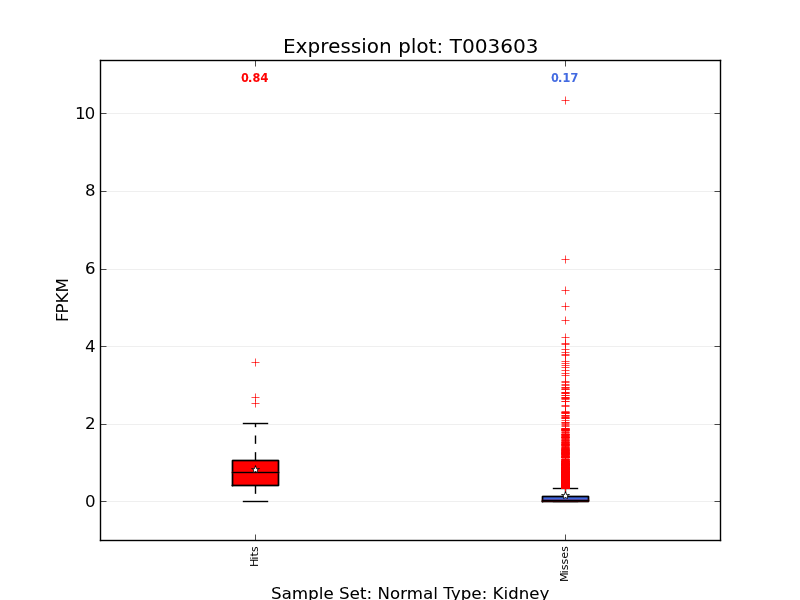 Expression plot: T003603
0.84 0.17
10
8
6
4
2
0
FPKM
Hits Misses
Sample Set: Normal Type: Kidney